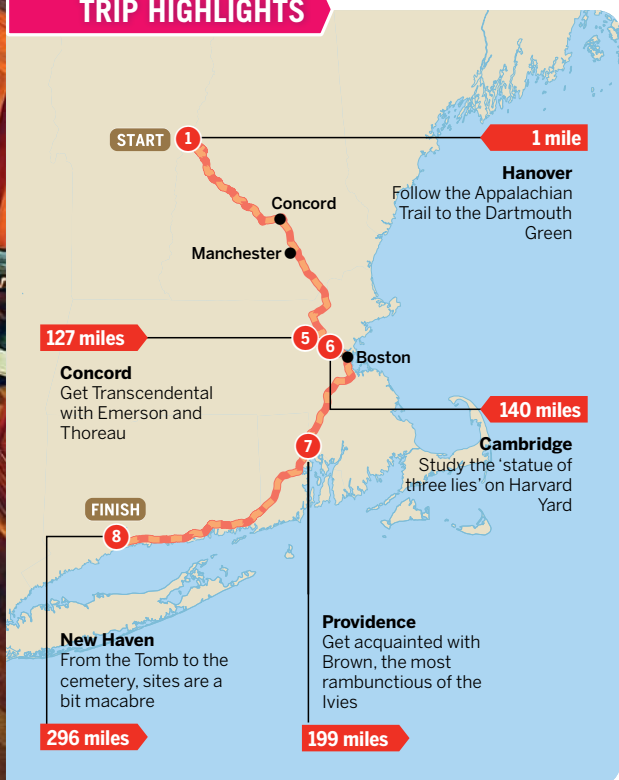 TRIP HIGHLIGHTS
START
1
1 mile
Hanover
Follow the Appalachian
Trail to the Dartmouth
Green
Concord
Manchester
127 miles
5
6
Boston
Concord
Get Transcendental
with Emerson and
Thoreau
140 miles
Cambridge
Study the ‘statue of
three lies’ on Harvard
Yard
7
FINISH
8
New Haven
From the Tomb to the
cemetery, sites are a
bit macabre
296 miles
Providence
Get acquainted with
Brown, the most
rambunctious of the
Ivies
199 miles